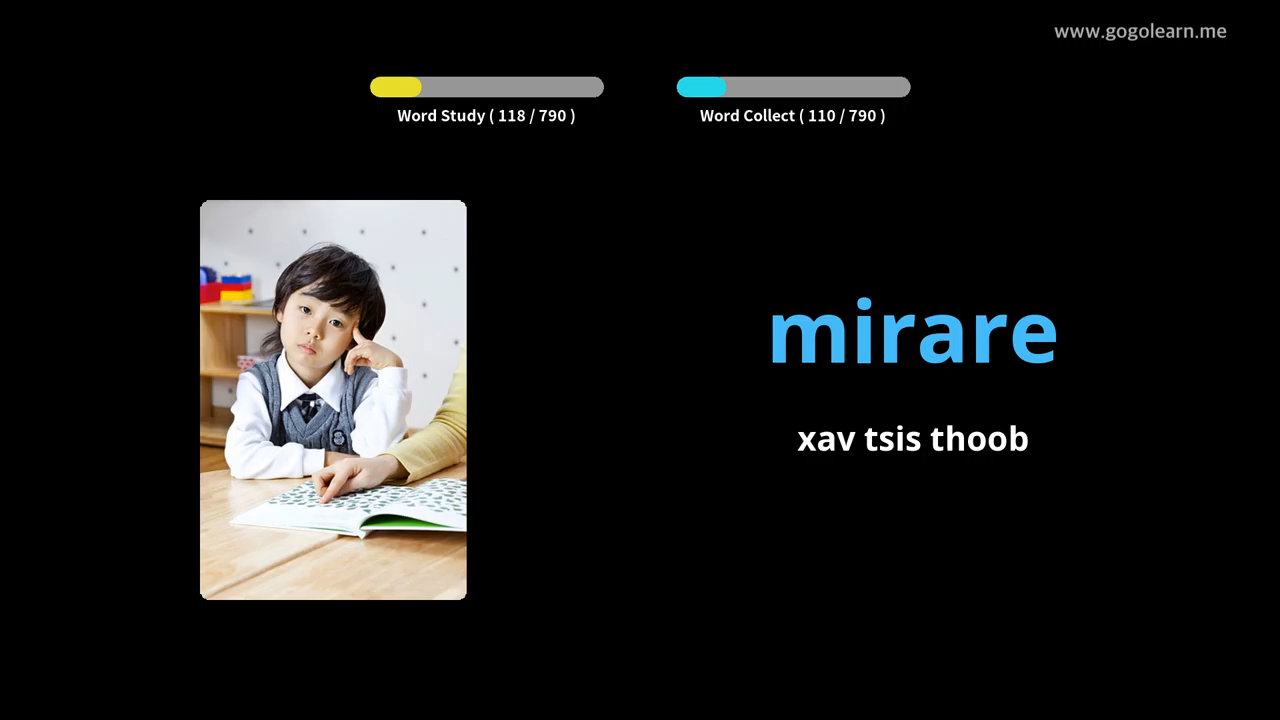 www.gogolearn.me
Word Study ( 118 / 790 )
Word Collect ( 110 / 790 )
mirare
xav tsis thoob